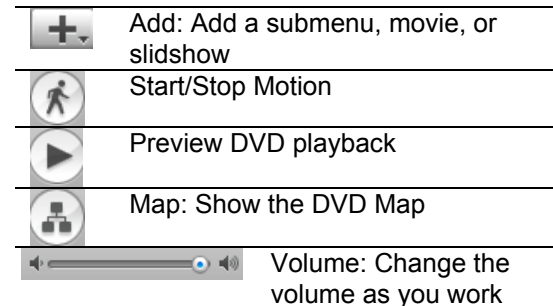 Add: Add a submenu, movie, or
slidshow
Start/Stop Motion
Preview DVD playback
Map: Show the DVD Map
Volume: Change the
volume as you work